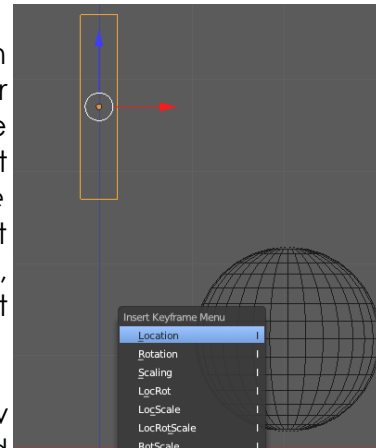 Insert Keyframe Menu
Location I
Rotation I
Scaling I
LocRot I
LocScale I
LocRotScale I
RotScale I